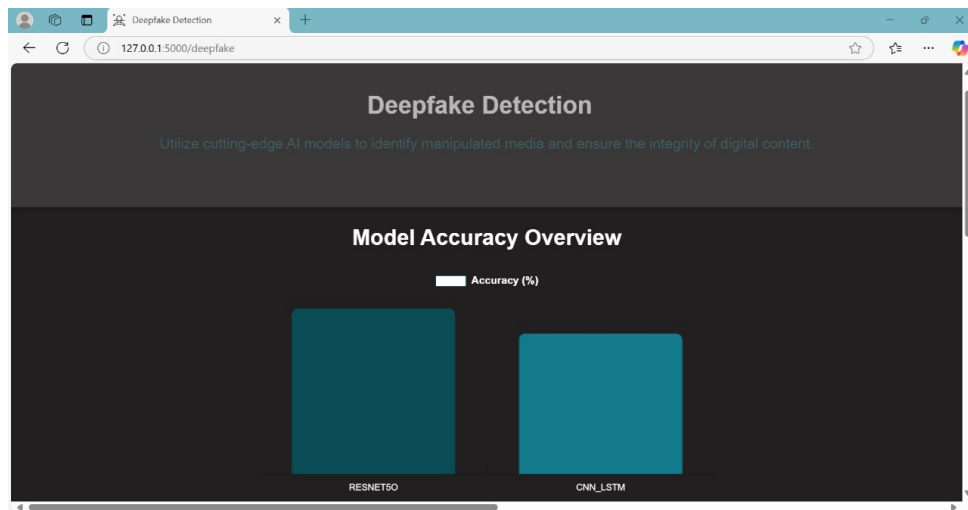 Deepfake Detection
127.0.0.1:5000/deepfake
Deepfake Detection
Utilize cutting-edge AI models to identify manipulated media and ensure the integrity of digital content.
Model Accuracy Overview
Accuracy (%)
RESNET5O CNN_LSTM